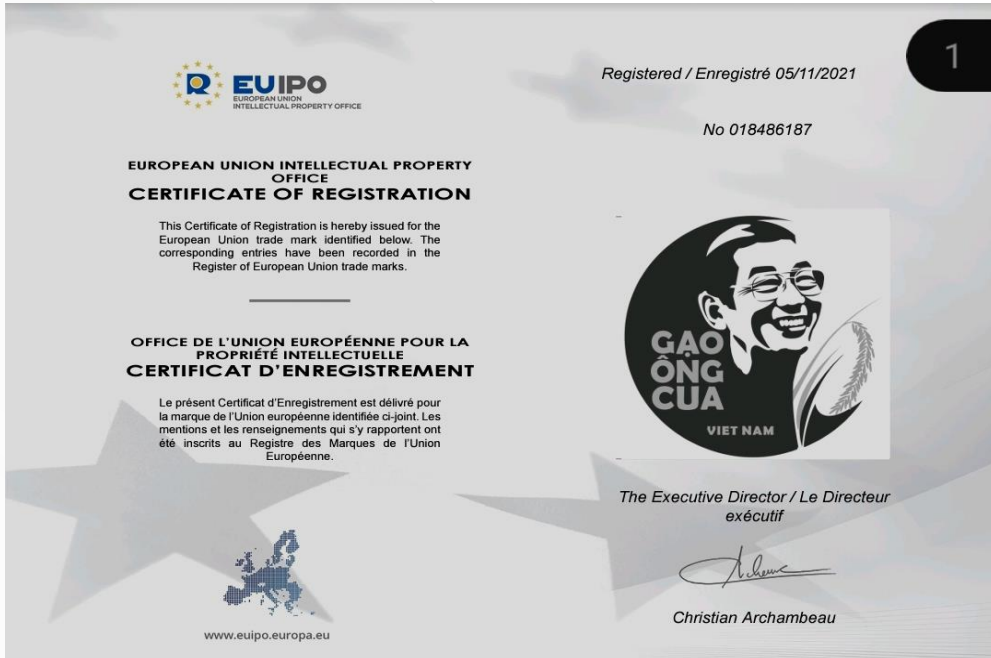 EUIPO
EUROPEAN UNION
INTELLECTUAL PROPERTY OFFICE
EUROPEAN UNION INTELLECTUAL PROPERTY
OFFICE
CERTIFICATE OF REGISTRATION
This Certificate of Registration is hereby issued for the
European Union trade mark identified below. The
corresponding entries have been recorded in the
Register of European Union trade marks.
OFFICE DE L'UNION EUROPÉENNE POUR LA
PROPRIÉTÉ INTELLECTUELLE
CERTIFICAT D'ENREGISTREMENT
Le présent Certificat d'Enregistrement est délivré pour
la marque de l'Union européenne identifiée ci-joint. Les
mentions et les renseignements qui s'y rapportent ont
été inscrits au Registre des Marques de l'Union
Européenne.
www.euipo.europa.eu
1
Registered / Enregistré 05/11/2021
No 018486187
GẠO
ÔNG
CUA
VIET NAM
The Executive Director / Le Directeur
exécutif
Christian Archambeau